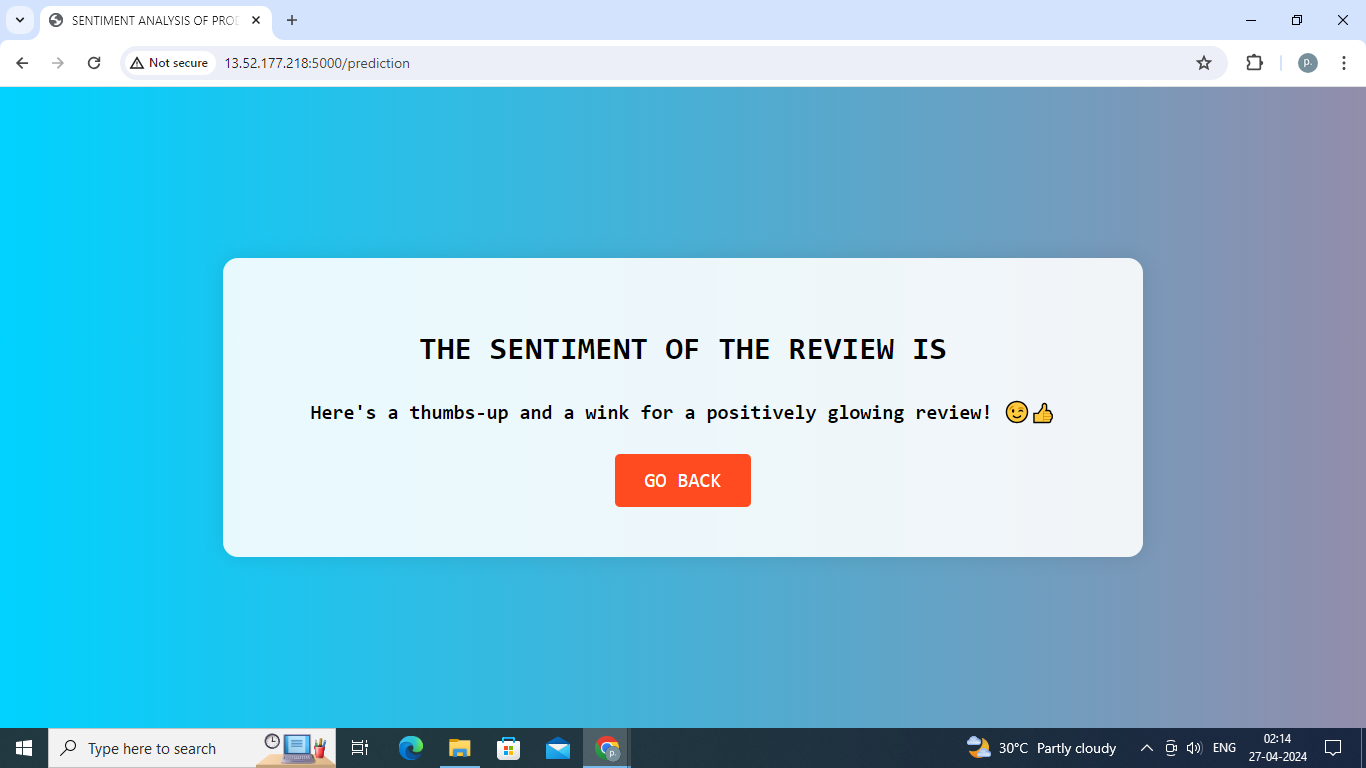 SENTIMENT ANALYSIS OF PROD
Not secure
13.52.177.218:5000/prediction
p.
THE SENTIMENT OF THE REVIEW IS
Here's a thumbs-up and a wink for a positively glowing review! 😉👍
GO BACK
Type here to search
p.
30°C Partly cloudy
ENG
02:14
27-04-2024